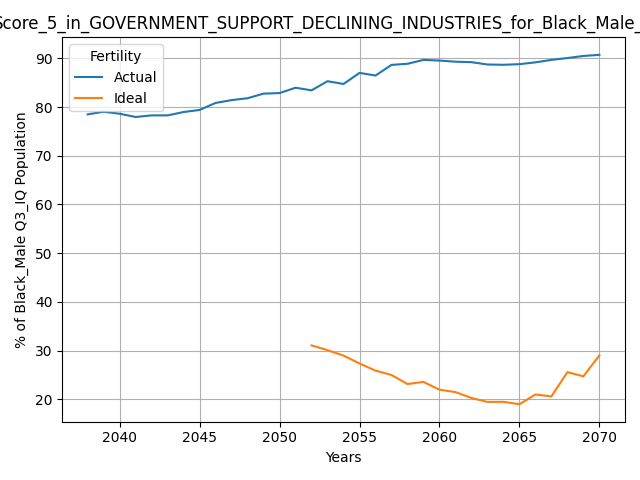 Score_5_in_GOVERNMENT_SUPPORT_DECLINING_INDUSTRIES_for_Black_Male_
Fertility
Actual
Ideal
% of Black_Male Q3_IQ Population
90
80
70
60
50
40
30
20
2040 2045 2050 2055 2060 2065 2070
Years